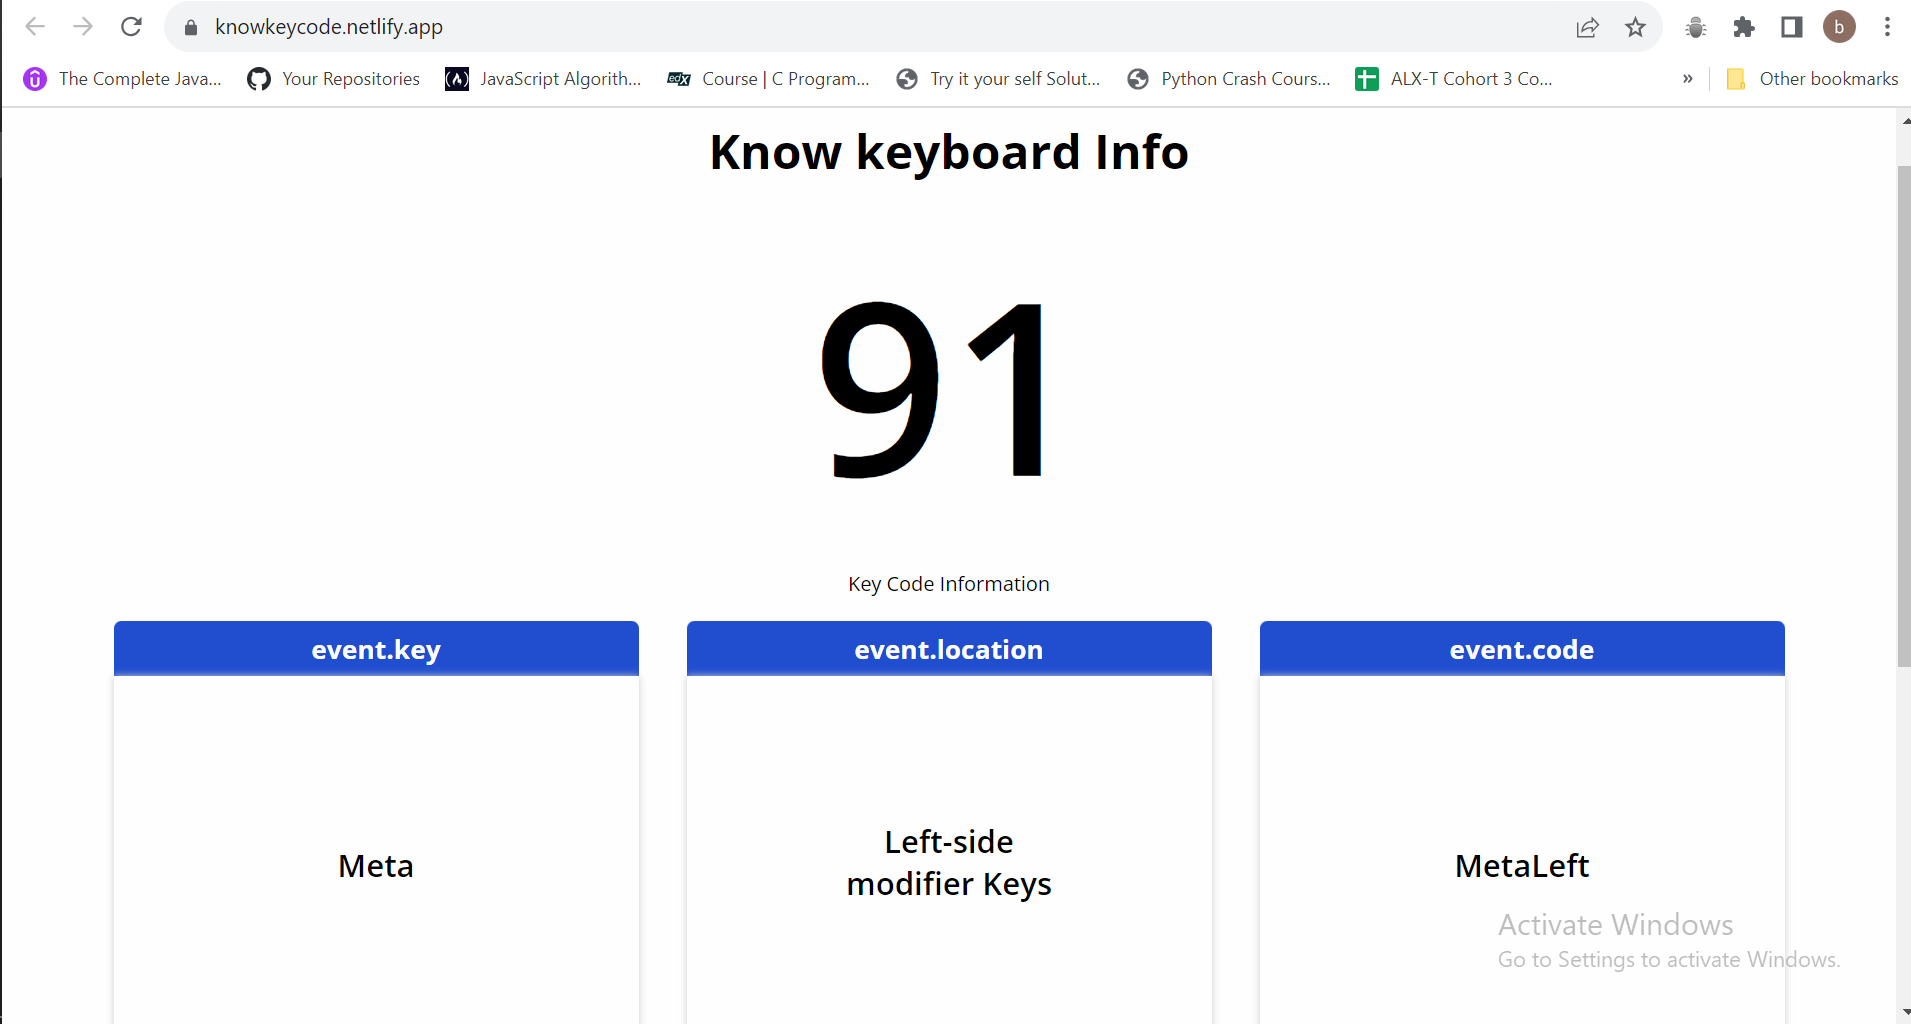 knowkeycode.netlify.app
b
The Complete Java... Your Repositories JavaScript Algorith... edX Course | C Program... Try it your self Solut... Python Crash Cours... ALX-T Cohort 3 Co... » Other bookmarks
Know keyboard Info
91
Key Code Information
event.key event.location event.code
Meta
Left-side
modifier Keys
MetaLeft
Activate Windows
Go to Settings to activate Windows.